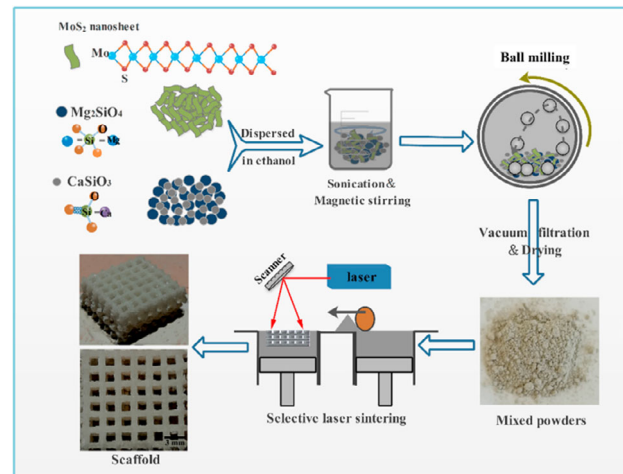 MoS₂ nanosheet
Mo
S
Mg₂SiO₄
O
Si
Mg
CaSiO₃
O
Si
Ca
Dispersed
in ethanol
Sonication&
Magnetic stirring
Ball milling
Vacuum filtration
& Drying
Mixed powders
Scanner
laser
Selective laser sintering
3 mm
Scaffold